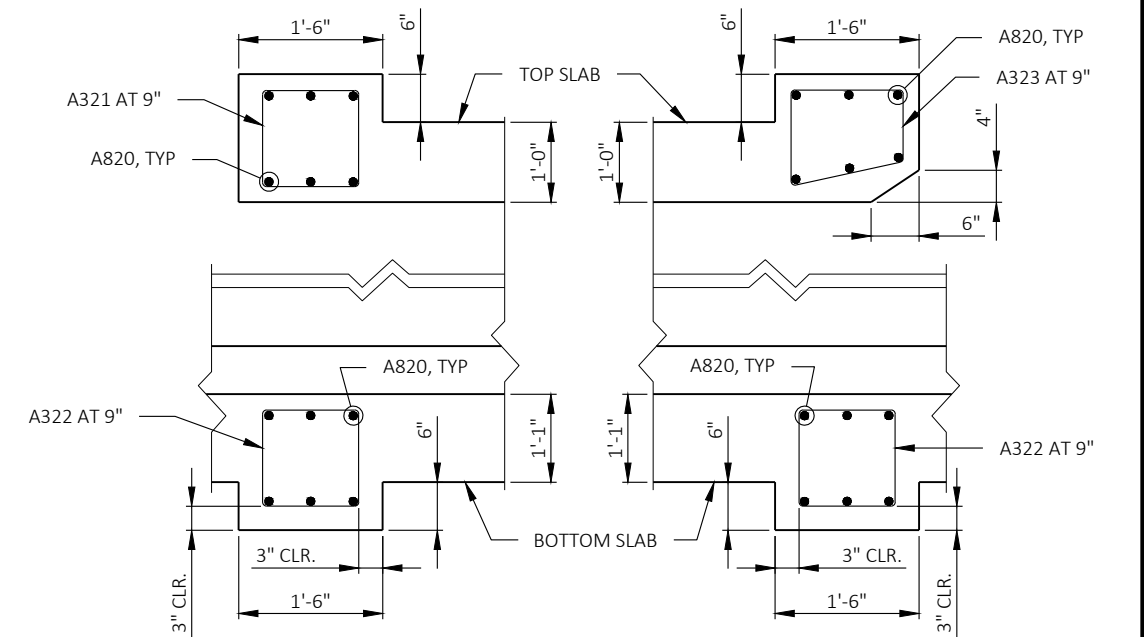 1'-6"
6"
A321 AT 9"
A820, TYP
1'-0"
TOP SLAB
6"
1'-6"
A820, TYP
A323 AT 9"
4"
1'-0"
6"
A820, TYP
A322 AT 9"
6"
1'-1"
3" CLR.
3" CLR.
1'-6"
BOTTOM SLAB
A820, TYP
1'-1"
6"
A322 AT 9"
3" CLR.
3" CLR.
1'-6"